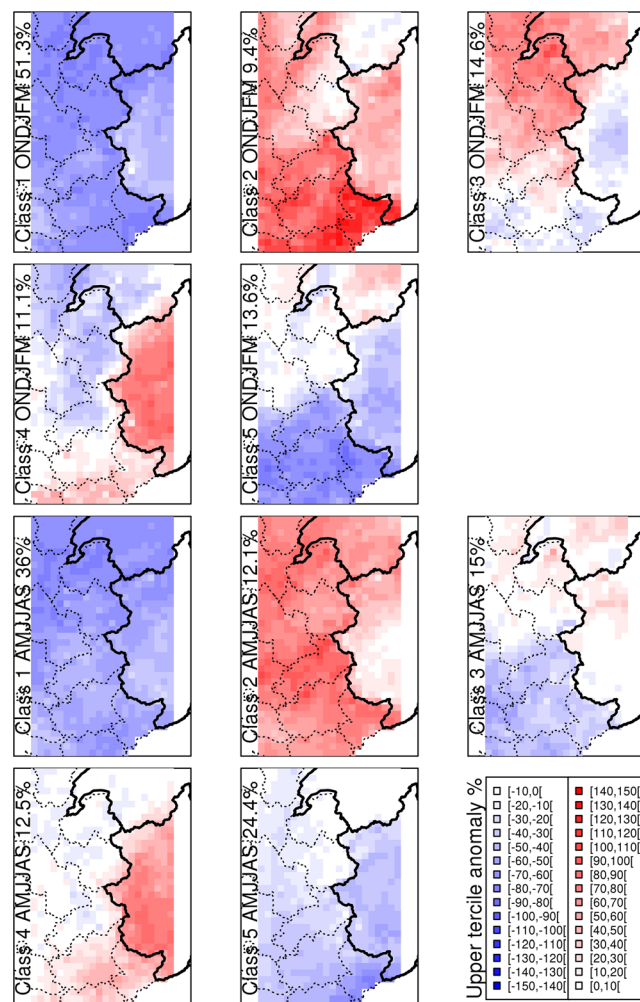 Class 1 ONDJFM 51.3%
Class 2 ONDJFM 9.4%
Class 3 ONDJFM 14.6%
Class 4 ONDJFM 11.1%
Class 5 ONDJFM 13.6%
Class 1 AMJJAS 36%
Class 2 AMJJAS 12.1%
Class 3 AMJJAS 15%
Class 4 AMJJAS 12.5%
Class 5 AMJJAS 24.4%
Upper tercile anomaly %
[-10,0[
[-20,-10[
[-30,-20[
[-40,-30[
[-50,-40[
[-60,-50[
[-70,-60[
[-80,-70[
[-90,-80[
[-100,-90[
[-110,-100[
[-120,-110[
[-130,-120[
[-140,-130[
[-150,-140[
[140,150[
[130,140[
[120,130[
[110,120[
[100,110[
[90,100[
[80,90[
[70,80[
[60,70[
[50,60[
[40,50[
[30,40[
[20,30[
[10,20[
[0,10[